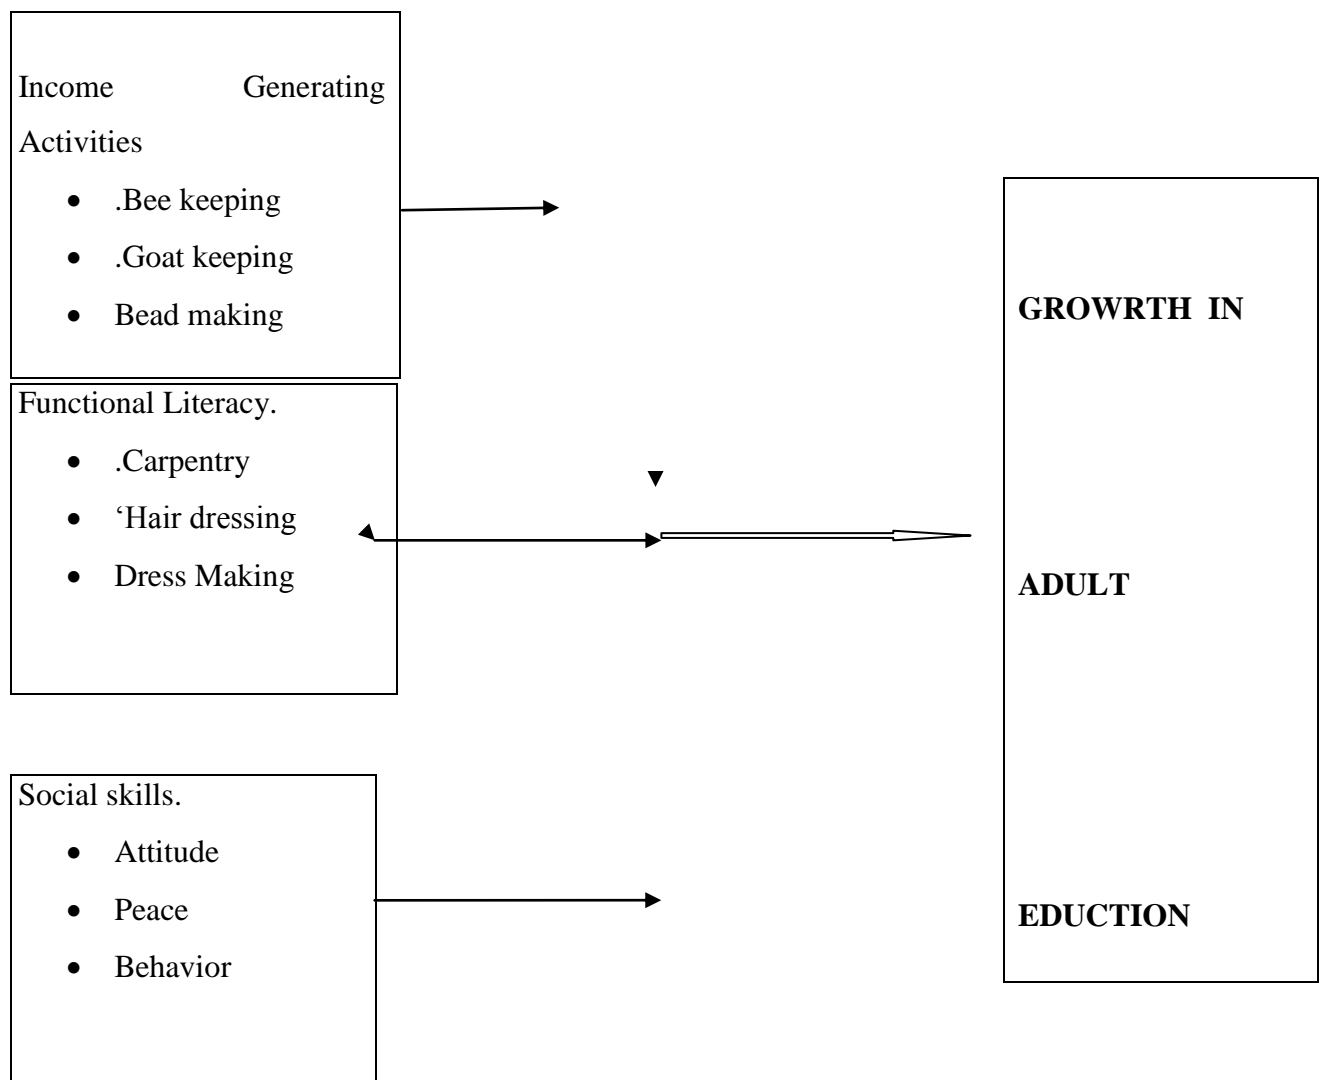 Income Generating
Activities
• .Bee keeping
• .Goat keeping
• Bead making
Functional Literacy.
• .Carpentry
• ‘Hair dressing
• Dress Making
Social skills.
• Attitude
• Peace
• Behavior
GROWRTH IN
ADULT
EDUCTION